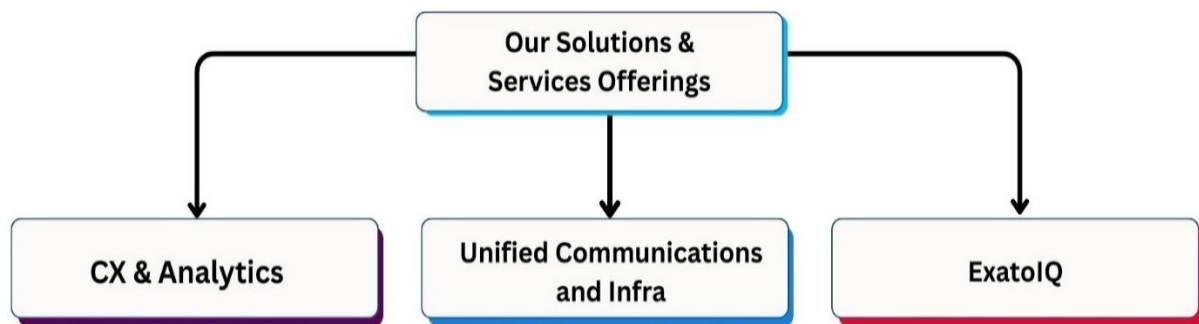 Our Solutions &
Services Offerings
CX & Analytics
Unified Communications
and Infra
ExatoIQ